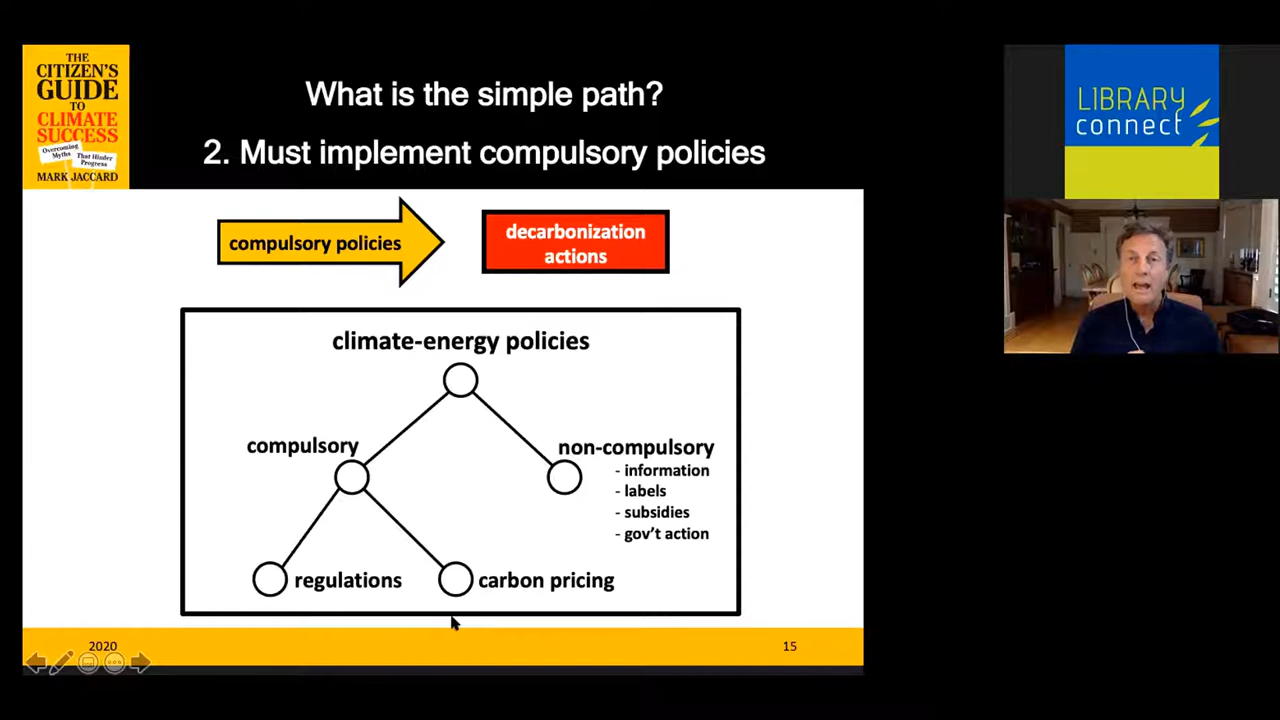 THE
CITIZEN'S
GUIDE
TO
CLIMATE
SUCCESS
Overcoming
Myths
That Hinder
Progress
MARK JACCARD
What is the simple path?
2. Must implement compulsory policies
LIBRARY
connect
compulsory policies
decarbonization
actions
climate-energy policies
compulsory
non-compulsory
- information
- labels
- subsidies
- gov't action
regulations
carbon pricing
2020
15